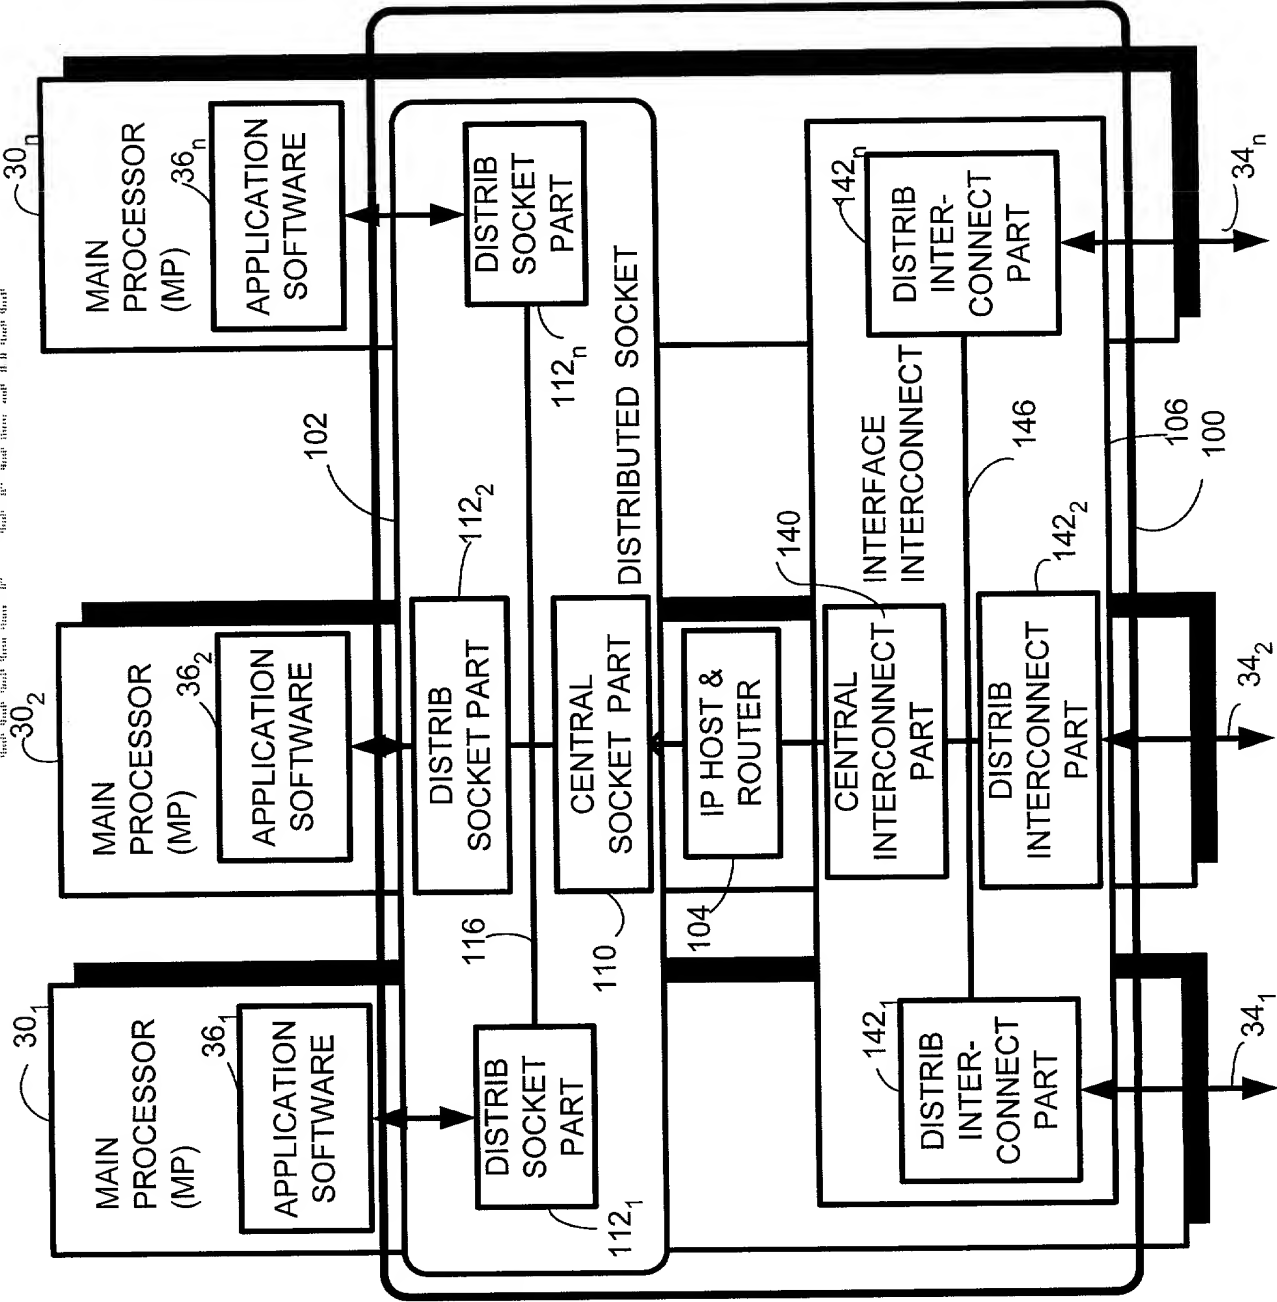 30₁
MAIN
PROCESSOR
(MP)
36₁
APPLICATION
SOFTWARE
30₂
MAIN
PROCESSOR
(MP)
36₂
APPLICATION
SOFTWARE
30ₙ
MAIN
PROCESSOR
(MP)
36ₙ
APPLICATION
SOFTWARE
102
DISTRIB
SOCKET
PART
112₁
116
DISTRIB
SOCKET PART
112₂
DISTRIB
SOCKET
PART
112ₙ
CENTRAL
SOCKET PART
110
DISTRIBUTED SOCKET
IP HOST &
ROUTER
104
140
CENTRAL
INTERCONNECT
PART
INTERFACE
INTERCONNECT
142₁
DISTRIB
INTER-
CONNECT
PART
DISTRIB
INTERCONNECT
PART
142₂
146
142ₙ
DISTRIB
INTER-
CONNECT
PART
106
100
34₁
34₂
34ₙ